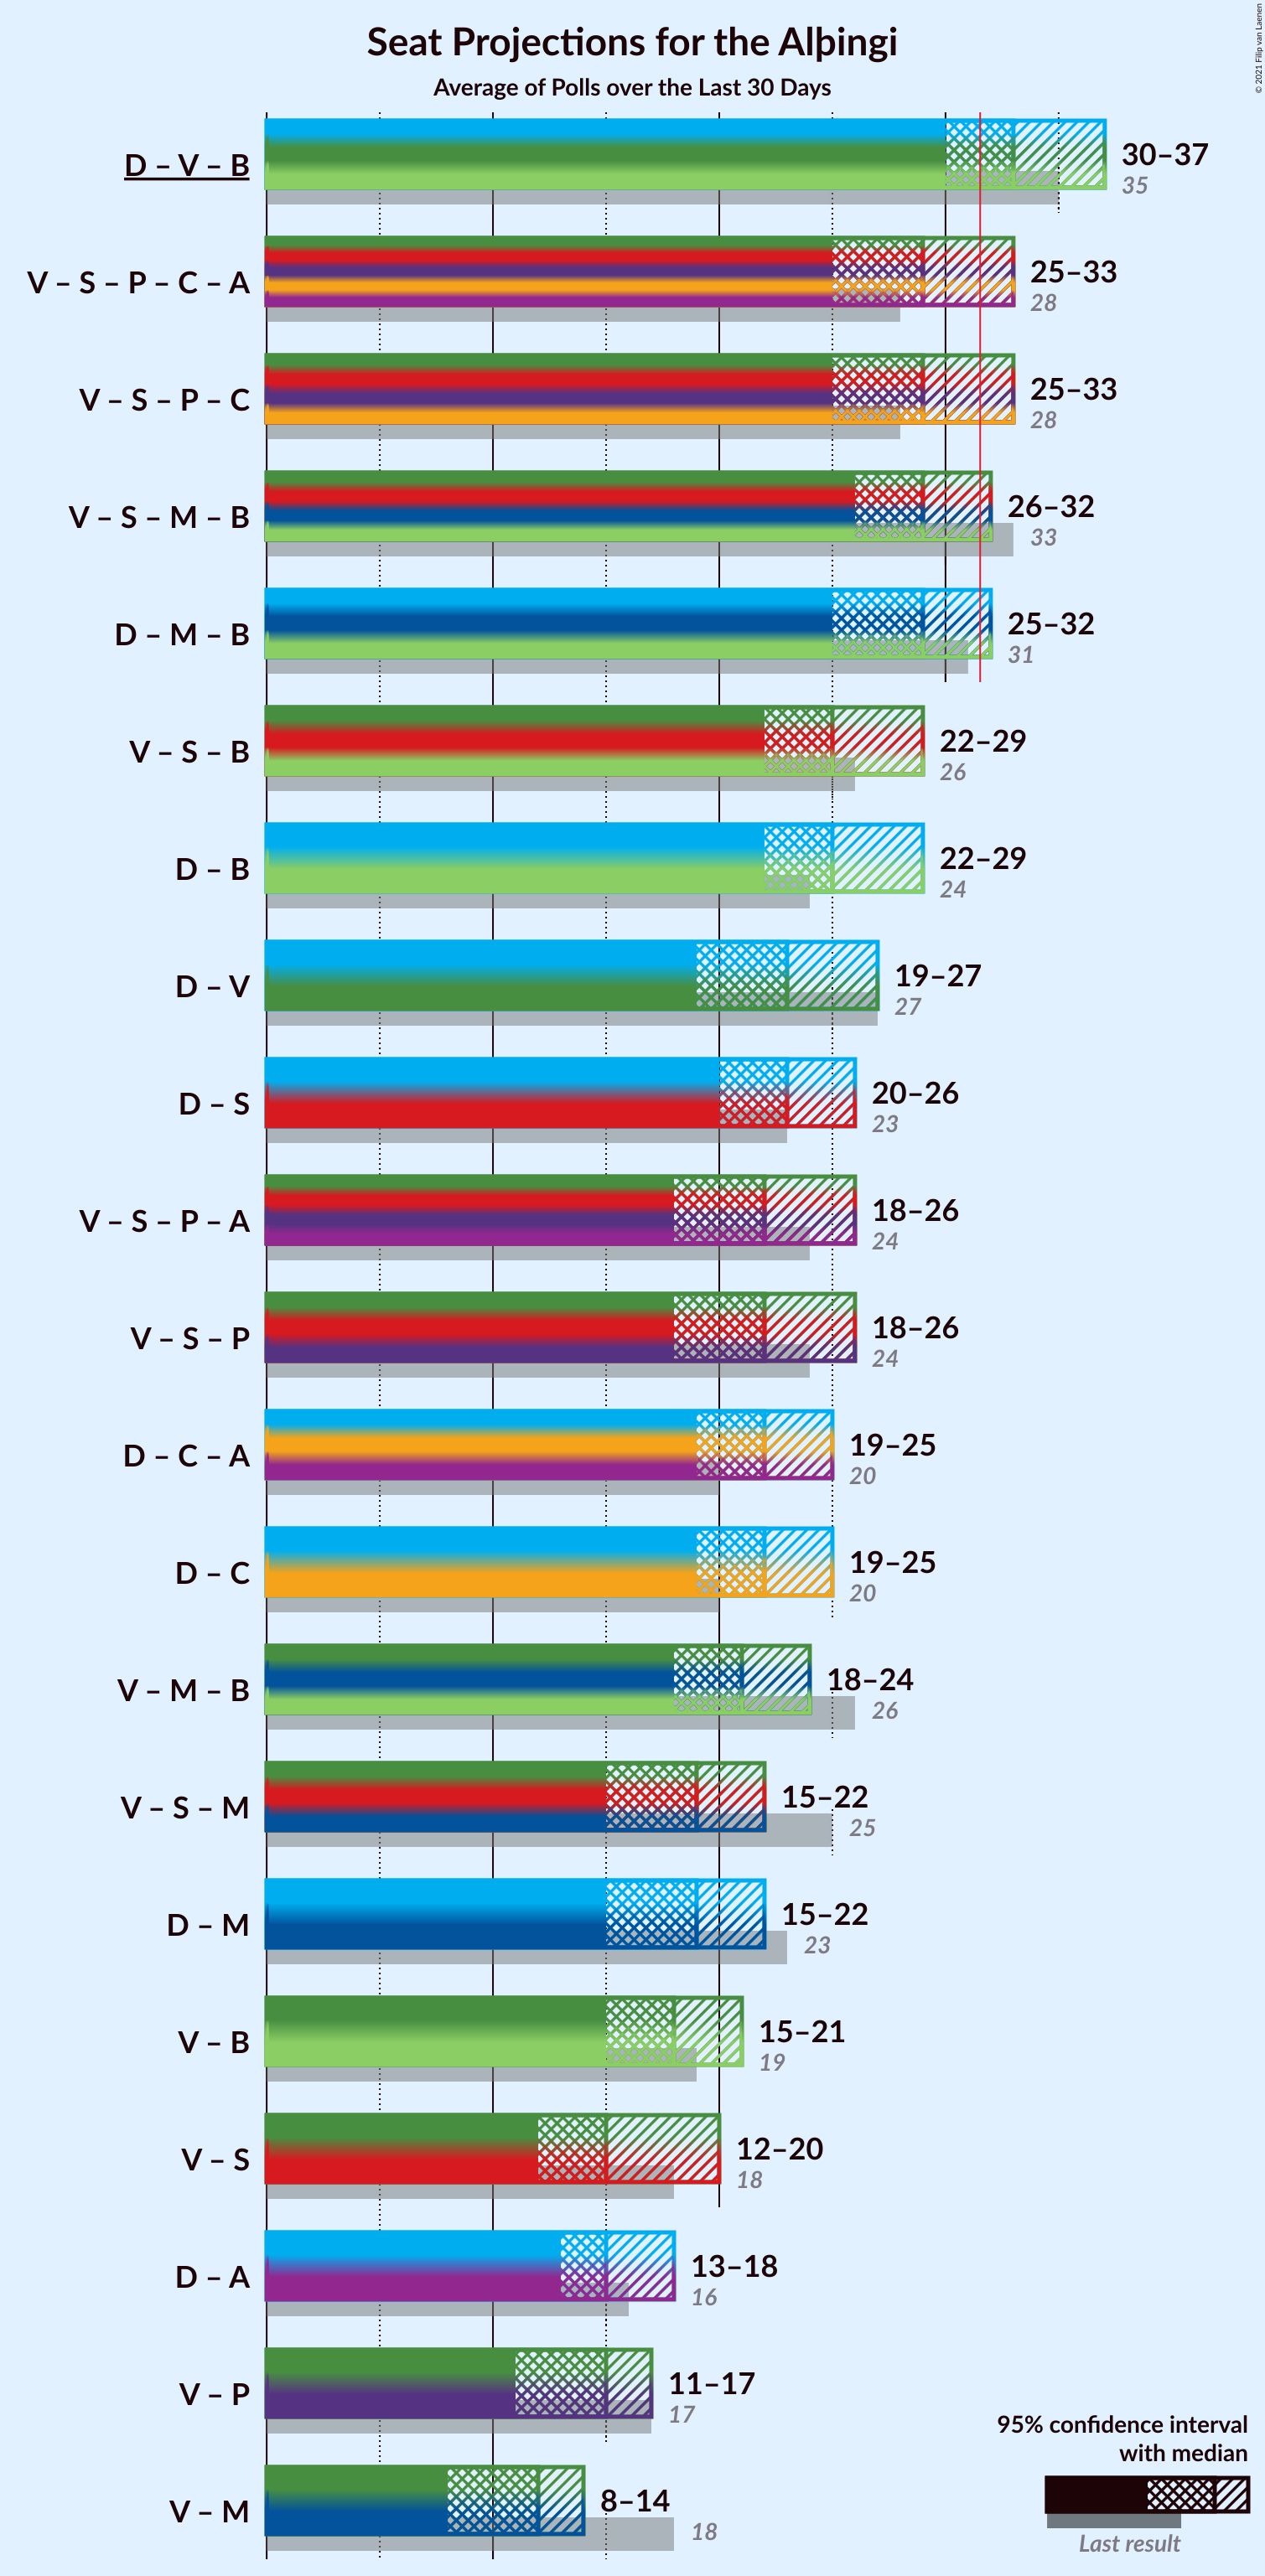 Seat Projections for the Alþingi
Average of Polls over the Last 30 Days
© 2021 Filip van Laenen
D – V – B
30–37
35
V – S – P – C – A
25–33
28
V – S – P – C
25–33
28
V – S – M – B
26–32
33
D – M – B
25–32
31
V – S – B
22–29
26
D – B
22–29
24
D – V
19–27
27
D – S
20–26
23
V – S – P – A
18–26
24
V – S – P
18–26
24
D – C – A
19–25
20
D – C
19–25
20
V – M – B
18–24
26
V – S – M
15–22
25
D – M
15–22
23
V – B
15–21
19
V – S
12–20
18
D – A
13–18
16
V – P
11–17
17
V – M
8–14
18
95% confidence interval
with median
Last result